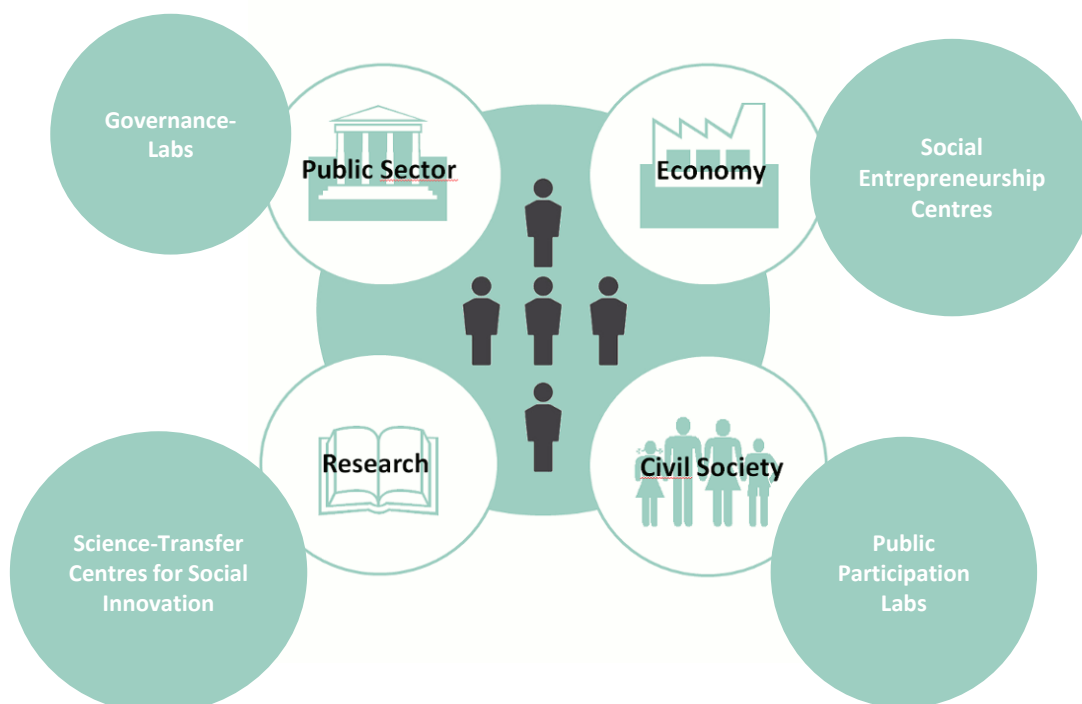 Governance-
Labs
Public Sector
Economy
Social
Entrepreneurship
Centres
Research
Civil Society
Science-Transfer
Centres for Social
Innovation
Public
Participation
Labs